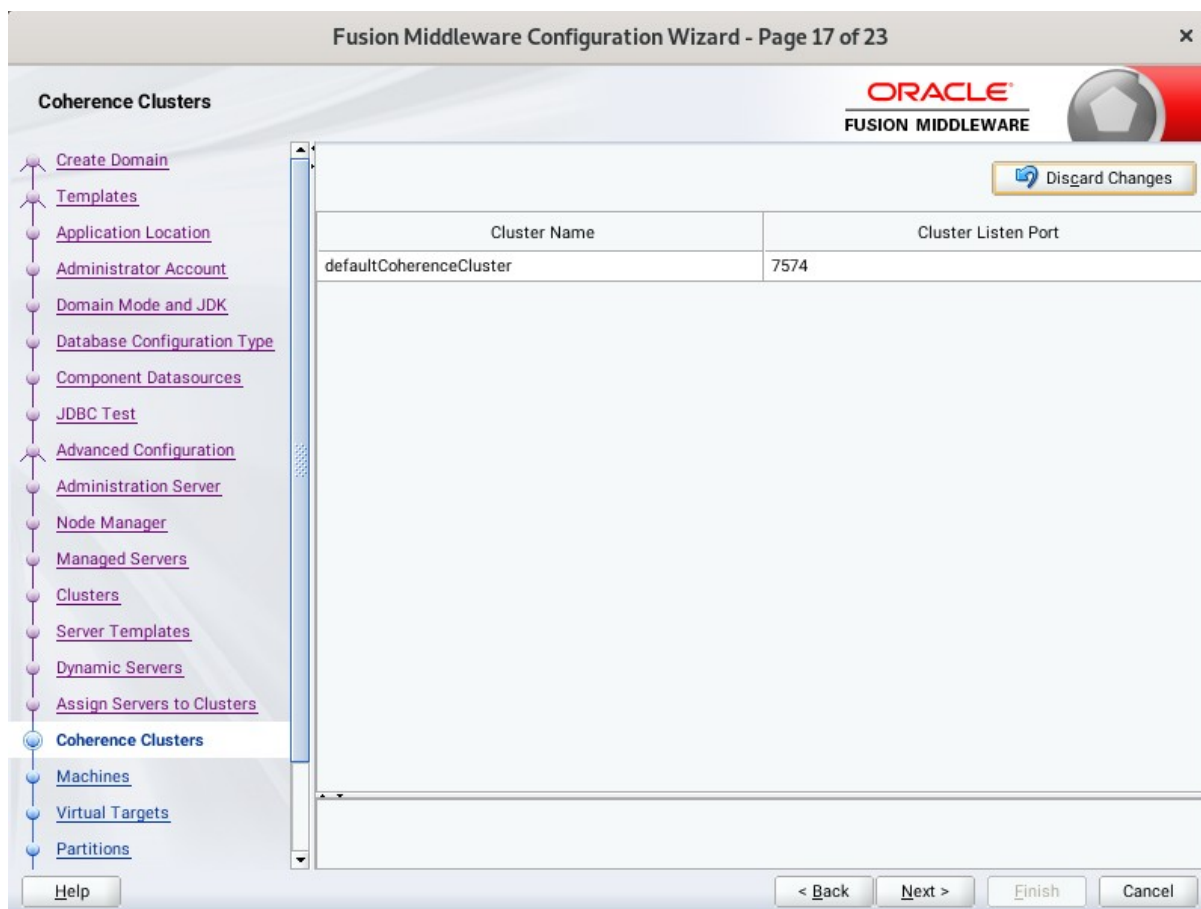 Fusion Middleware Configuration Wizard - Page 17 of 23
Coherence Clusters
ORACLE
FUSION MIDDLEWARE
Create Domain
Templates
Application Location
Administrator Account
Domain Mode and JDK
Database Configuration Type
Component Datasources
JDBC Test
Advanced Configuration
Administration Server
Node Manager
Managed Servers
Clusters
Server Templates
Dynamic Servers
Assign Servers to Clusters
Coherence Clusters
Machines
Virtual Targets
Partitions
Discard Changes
Cluster Name Cluster Listen Port
defaultCoherenceCluster 7574
Help < Back Next > Finish Cancel